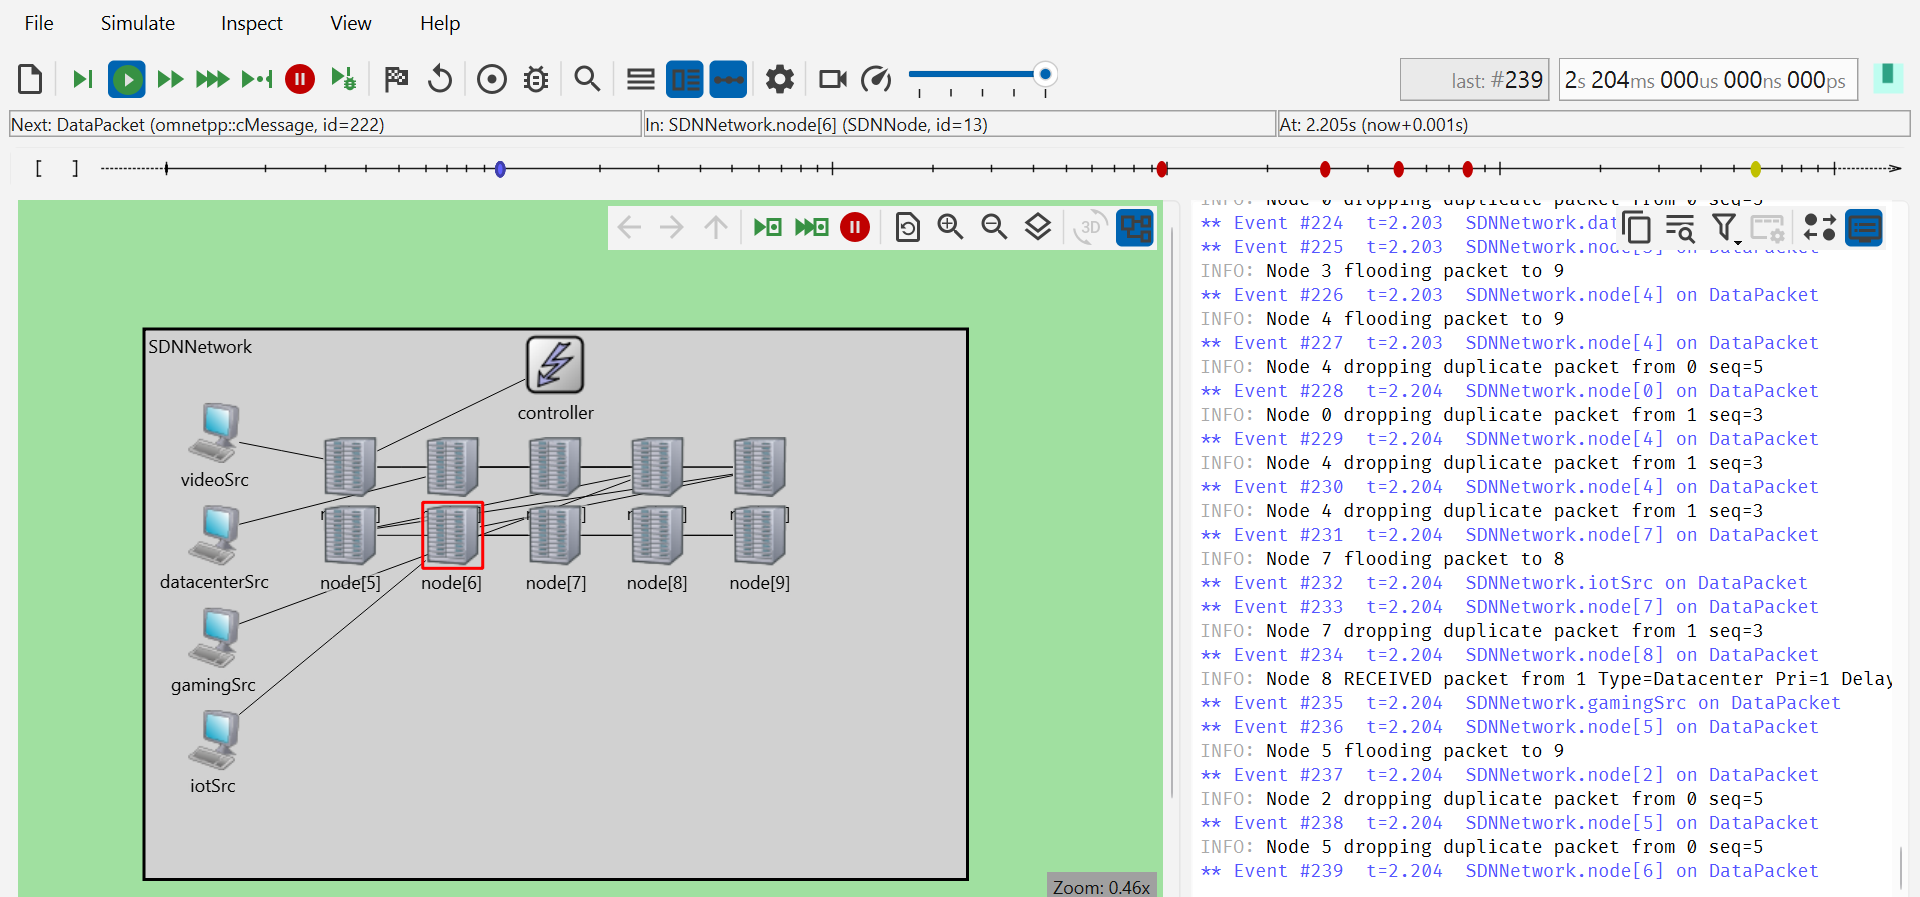 File Simulate Inspect View Help
last: #239 2s 204ms 000us 000ns 000ps
Next: DataPacket (omnetpp::cMessage, id=222) In: SDNNetwork.node[6] (SDNNode, id=13) At: 2.205s (now+0.001s)
[ ]
3D
SDNNetwork
controller
videoSrc
datacenterSrc
node[5] node[6] node[7] node[8] node[9]
gamingSrc
iotSrc
Zoom: 0.46x
INFO: Node 0 dropping duplicate packet from 0 seq=5
** Event #224 t=2.203 SDNNetwork.dat
** Event #225 t=2.203 SDNNetwork.node[3] on DataPacket
INFO: Node 3 flooding packet to 9
** Event #226 t=2.203 SDNNetwork.node[4] on DataPacket
INFO: Node 4 flooding packet to 9
** Event #227 t=2.203 SDNNetwork.node[4] on DataPacket
INFO: Node 4 dropping duplicate packet from 0 seq=5
** Event #228 t=2.204 SDNNetwork.node[0] on DataPacket
INFO: Node 0 dropping duplicate packet from 1 seq=3
** Event #229 t=2.204 SDNNetwork.node[4] on DataPacket
INFO: Node 4 dropping duplicate packet from 1 seq=3
** Event #230 t=2.204 SDNNetwork.node[4] on DataPacket
INFO: Node 4 dropping duplicate packet from 1 seq=3
** Event #231 t=2.204 SDNNetwork.node[7] on DataPacket
INFO: Node 7 flooding packet to 8
** Event #232 t=2.204 SDNNetwork.iotSrc on DataPacket
** Event #233 t=2.204 SDNNetwork.node[7] on DataPacket
INFO: Node 7 dropping duplicate packet from 1 seq=3
** Event #234 t=2.204 SDNNetwork.node[8] on DataPacket
INFO: Node 8 RECEIVED packet from 1 Type=Datacenter Pri=1 Delay
** Event #235 t=2.204 SDNNetwork.gamingSrc on DataPacket
** Event #236 t=2.204 SDNNetwork.node[5] on DataPacket
INFO: Node 5 flooding packet to 9
** Event #237 t=2.204 SDNNetwork.node[2] on DataPacket
INFO: Node 2 dropping duplicate packet from 0 seq=5
** Event #238 t=2.204 SDNNetwork.node[5] on DataPacket
INFO: Node 5 dropping duplicate packet from 0 seq=5
** Event #239 t=2.204 SDNNetwork.node[6] on DataPacket